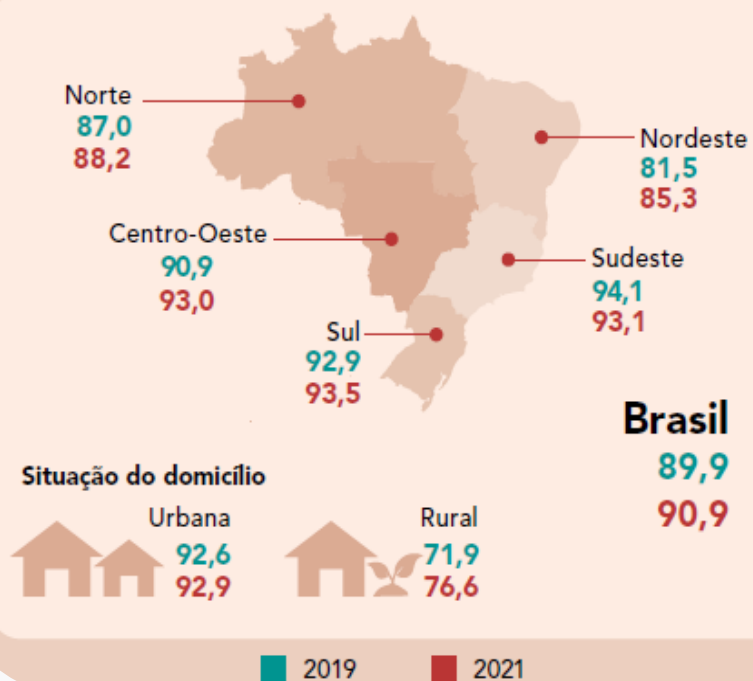 Norte
87,0
88,2
Nordeste
81,5
85,3
Centro-Oeste
90,9
93,0
Sudeste
94,1
93,1
Sul
92,9
93,5
Brasil
89,9
90,9
Situação do domicílio
Urbana
92,6
92,9
Rural
71,9
76,6
2019
2021